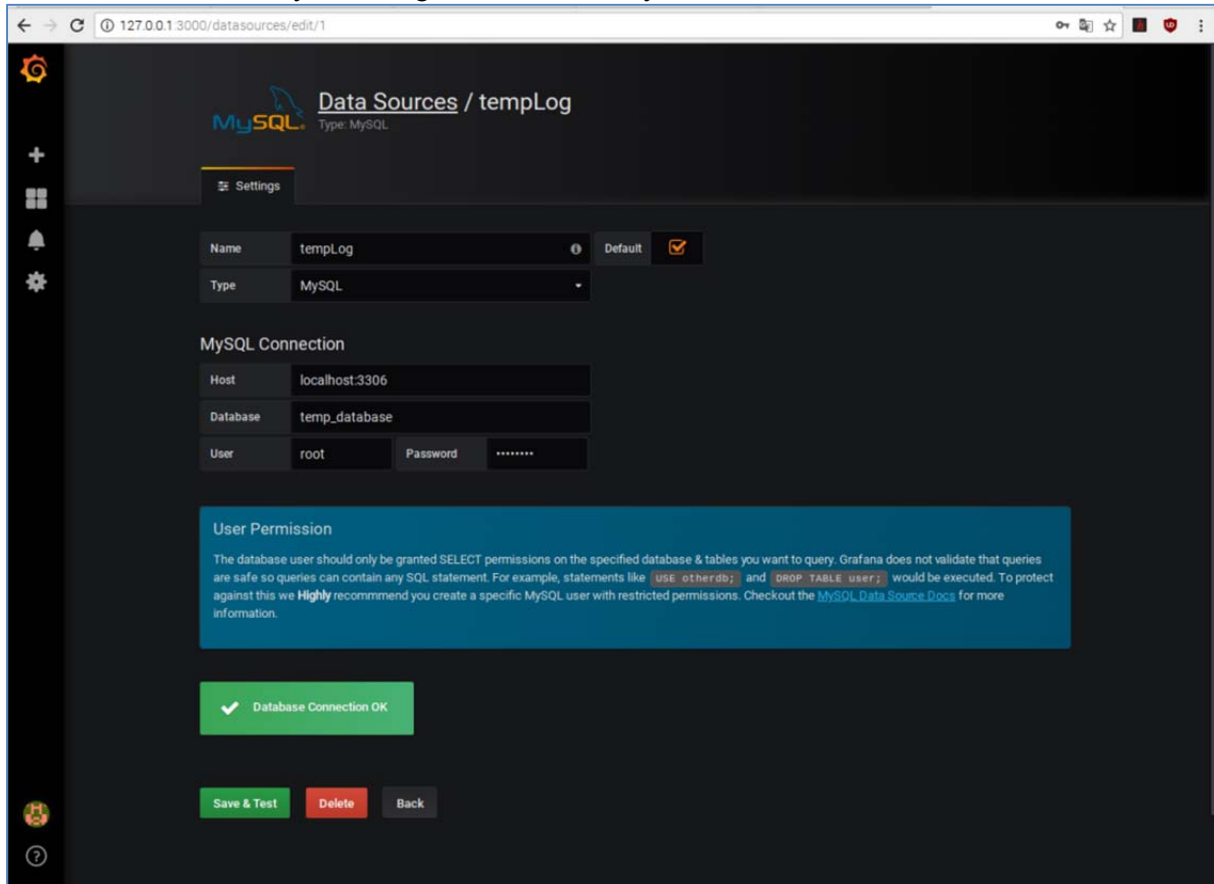 127.0.0.1:3000/datasources/edit/1
MySQL.
Data Sources / tempLog
Type: MySQL
Settings
Name tempLog Default
Type MySQL
MySQL Connection
Host localhost:3306
Database temp_database
User root Password ········
User Permission
The database user should only be granted SELECT permissions on the specified database & tables you want to query. Grafana does not validate that queries
are safe so queries can contain any SQL statement. For example, statements like USE otherdb; and DROP TABLE user; would be executed. To protect
against this we Highly recommmend you create a specific MySQL user with restricted permissions. Checkout the MySQL Data Source Docs for more
information.
Database Connection OK
Save & Test Delete Back